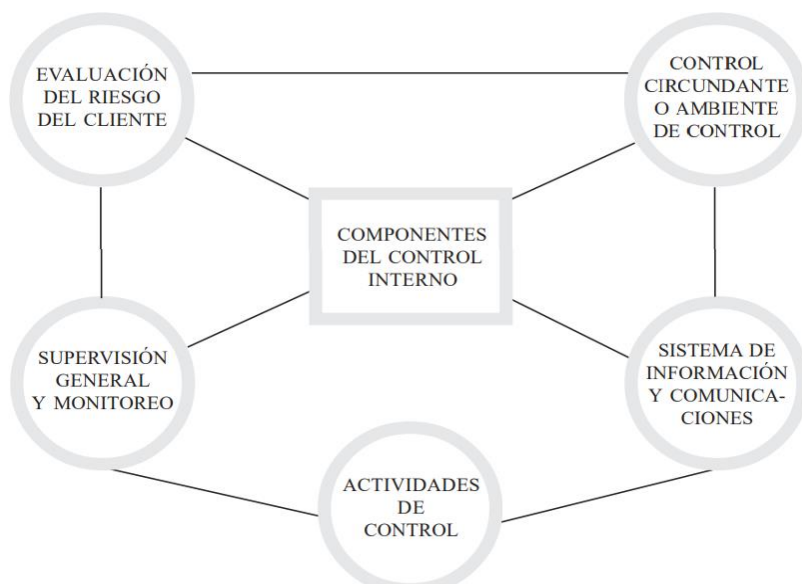 EVALUACIÓN
DEL RIESGO
DEL CLIENTE
CONTROL
CIRCUNDANTE
O AMBIENTE
DE CONTROL
COMPONENTES
DEL CONTROL
INTERNO
SUPERVISIÓN
GENERAL
Y MONITOREO
SISTEMA DE
INFORMACIÓN
Y COMUNICA-
CIONES
ACTIVIDADES
DE
CONTROL